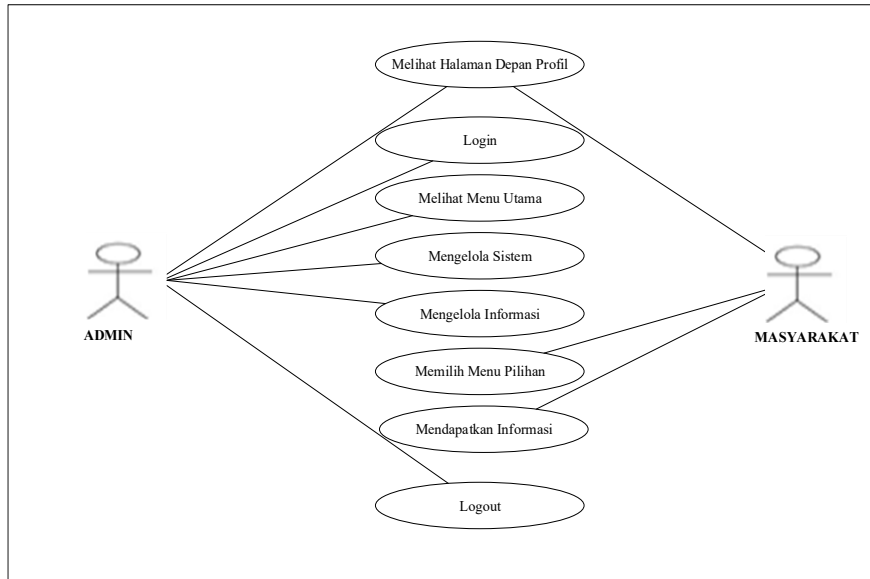 Melihat Halaman Depan Profil
Login
Melihat Menu Utama
Mengelola Sistem
Mengelola Informasi
Memilih Menu Pilihan
Mendapatkan Informasi
Logout
ADMIN
MASYARAKAT